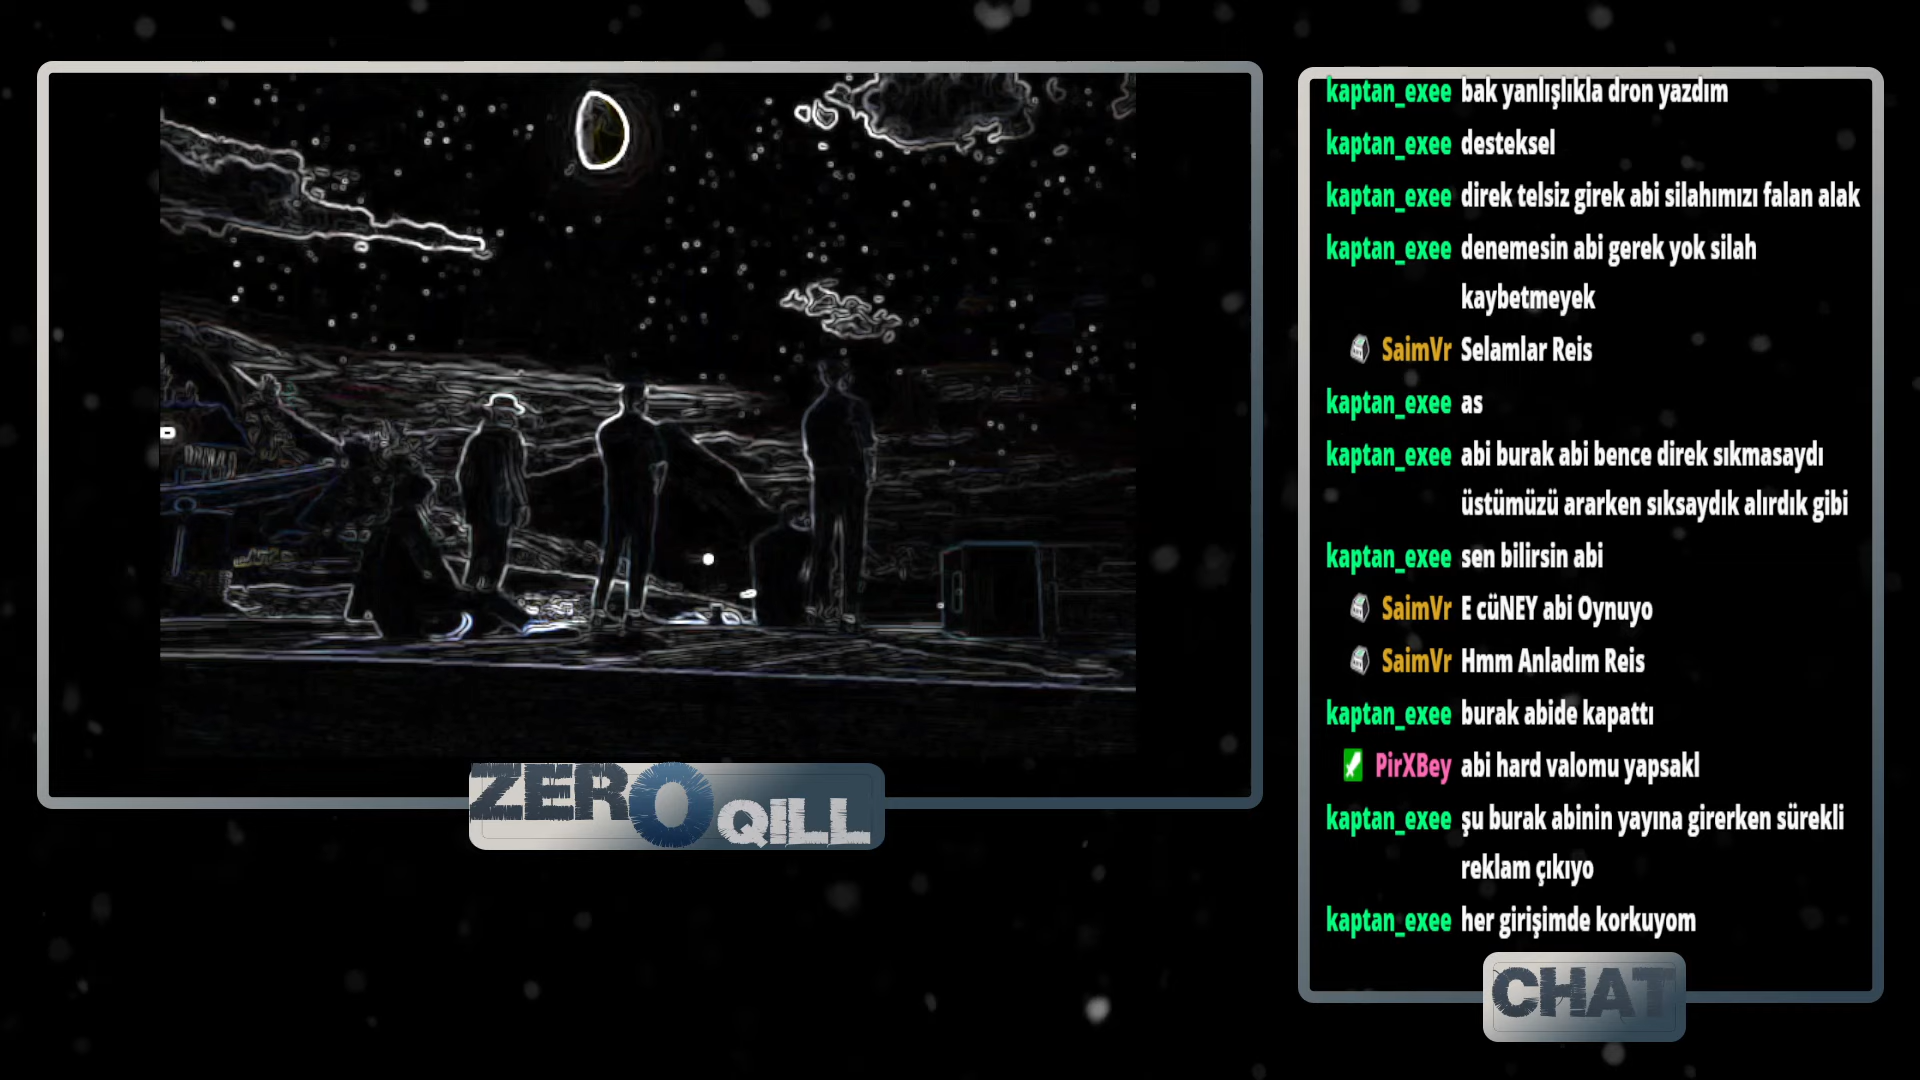 kaptan_exee bak yanlışlıkla dron yazdım
kaptan_exee desteksel
kaptan_exee direk telsiz girek abi silahımızı falan alak
kaptan_exee denemesin abi gerek yok silah
kaybetmeyek
SaimVr Selamlar Reis
kaptan_exee as
kaptan_exee abi burak abi bence direk sıkmasaydı
üstümüzü ararken sıksaydık alırdık gibi
kaptan_exee sen bilirsin abi
SaimVr E cüNEY abi Oynuyo
SaimVr Hmm Anladım Reis
kaptan_exee burak abide kapattı
PirXBey abi hard valomu yapsakl
kaptan_exee şu burak abinin yayına girerken sürekli
reklam çıkıyo
kaptan_exee her girişimde korkuyom
ZEROQILL
CHAT